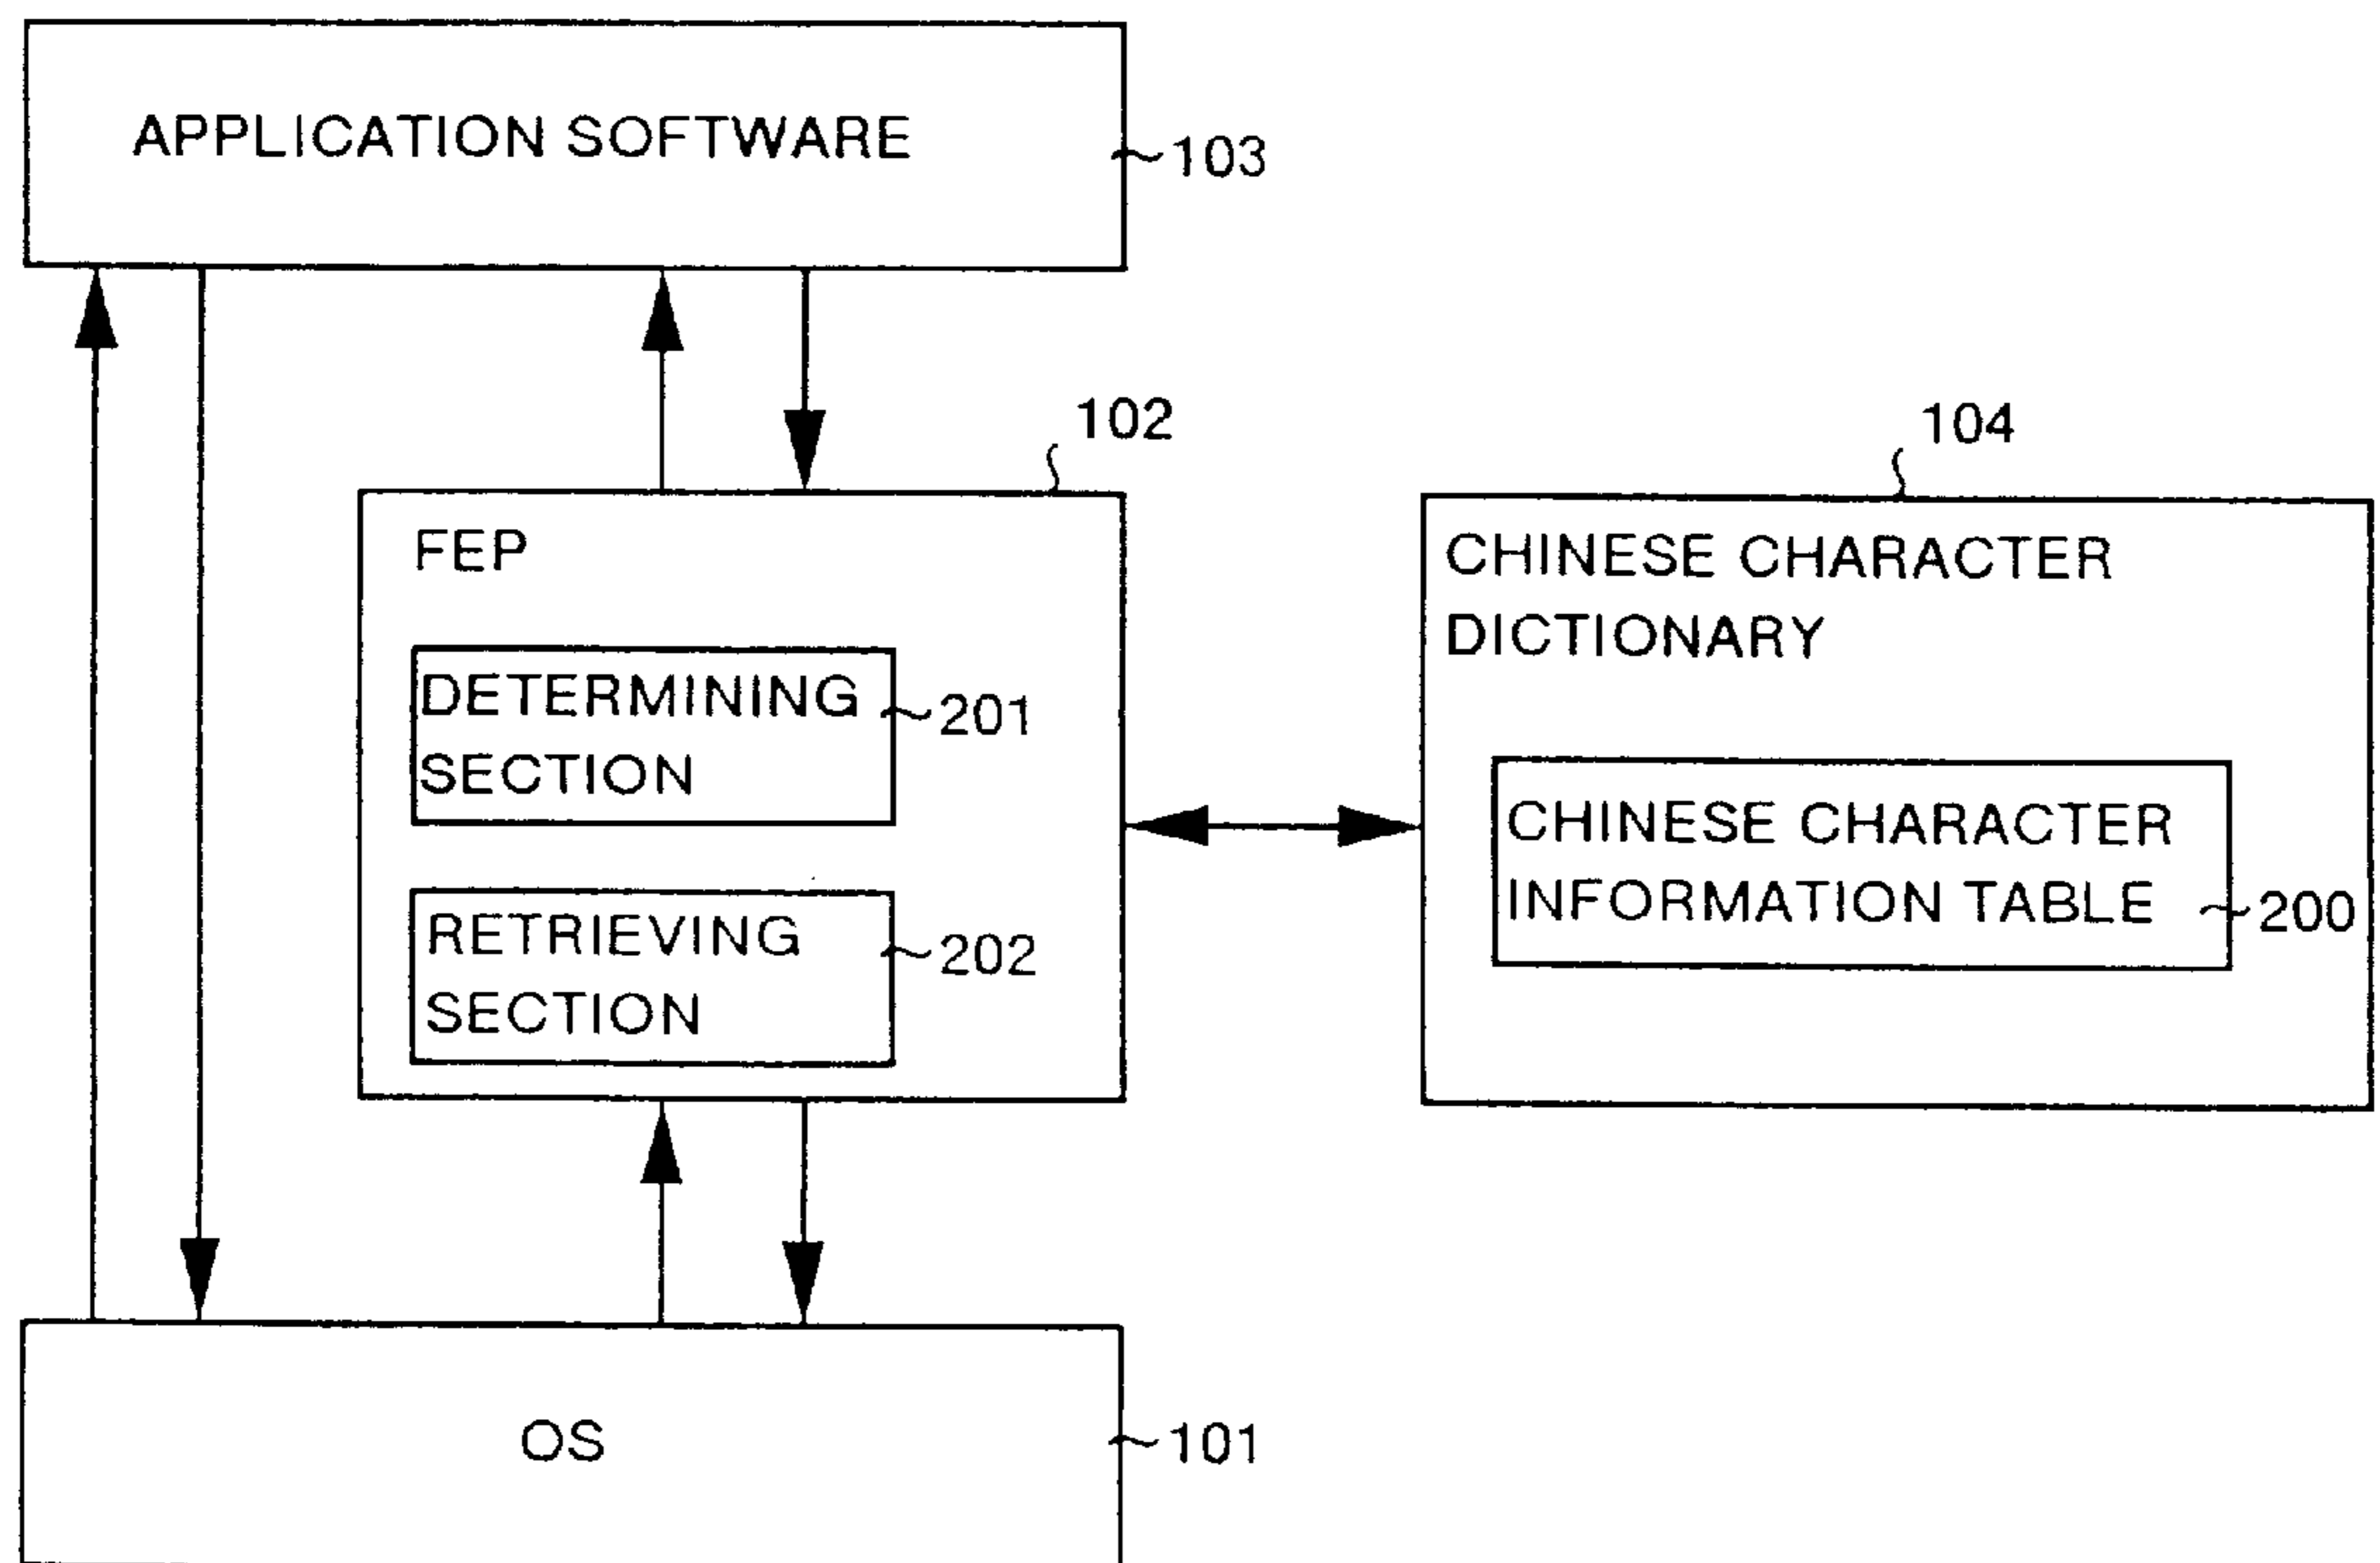 APPLICATION SOFTWARE
103
102
104
FEP
CHINESE CHARACTER
DICTIONARY
DETERMINING
SECTION
201
CHINESE CHARACTER
INFORMATION TABLE
200
RETRIEVING
SECTION
202
OS
101